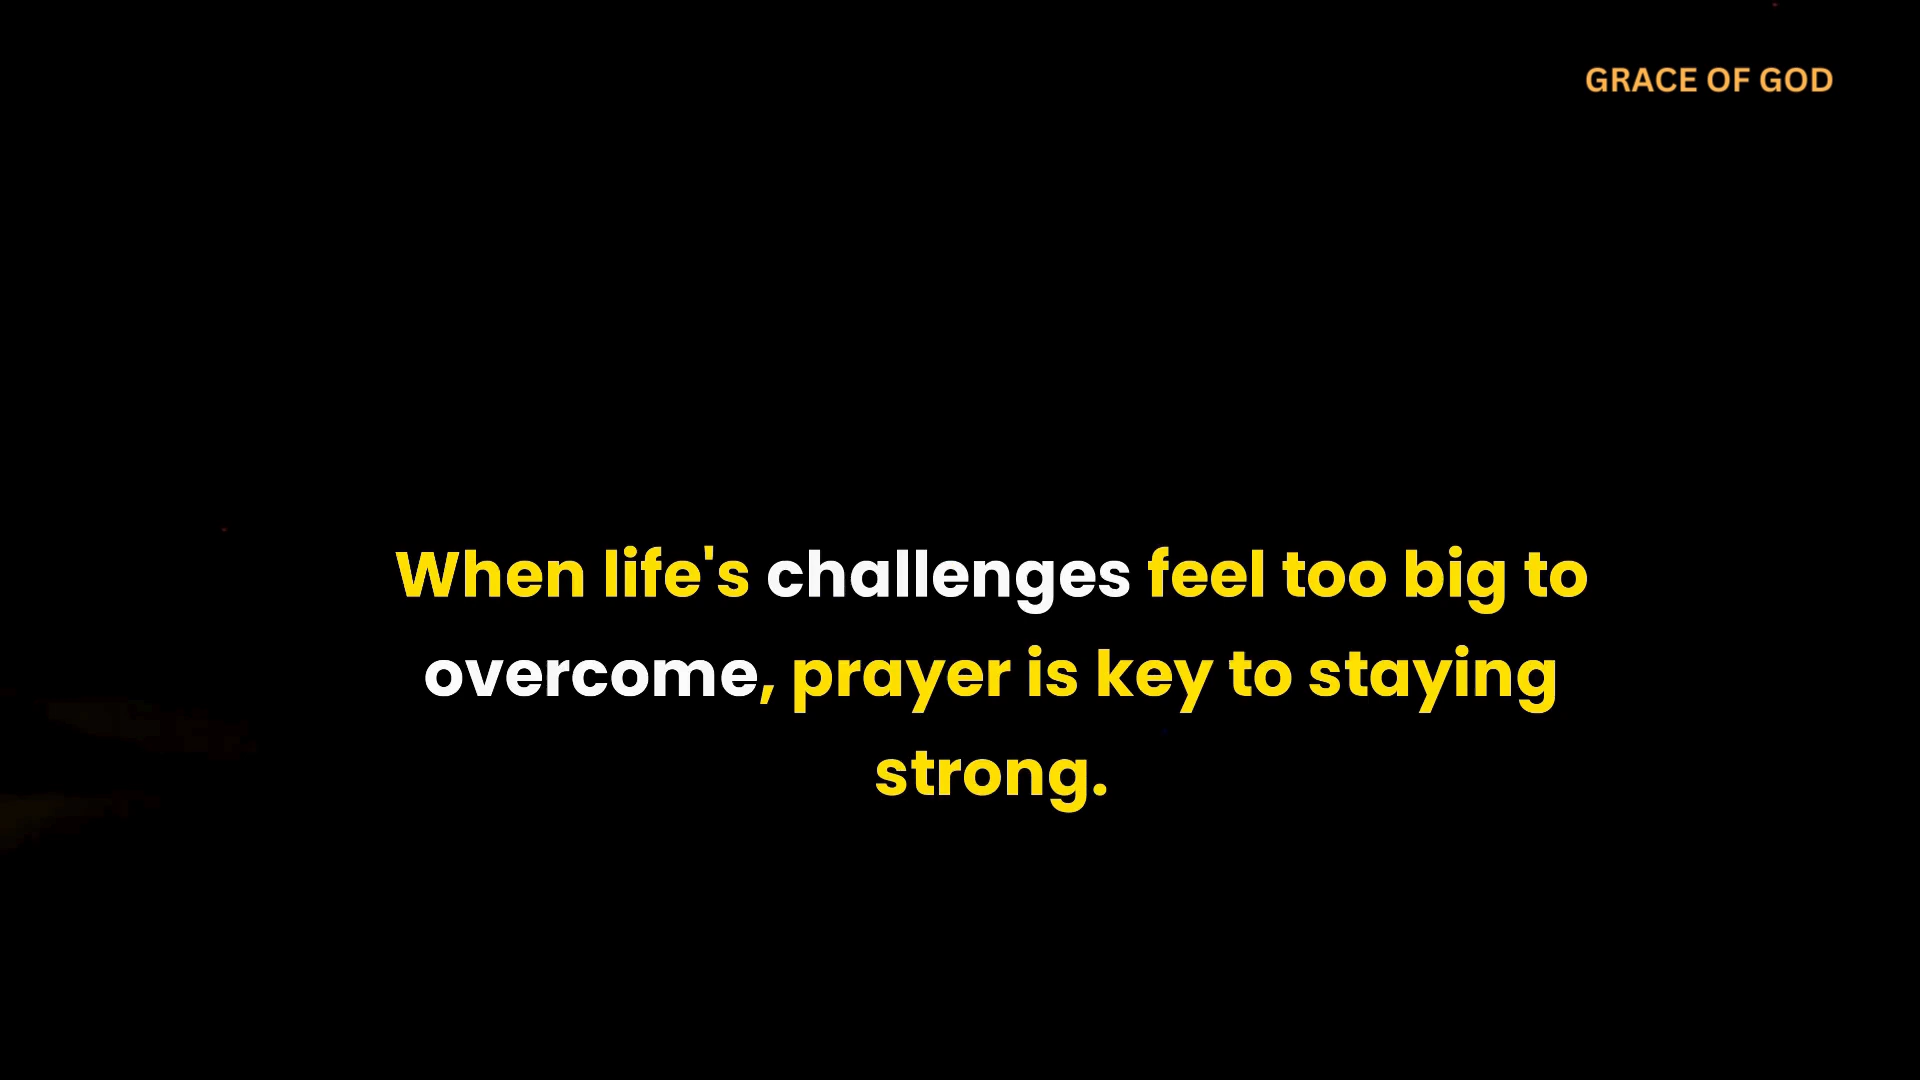 GRACE OF GOD
When life's challenges feel too big to
overcome, prayer is key to staying
strong.